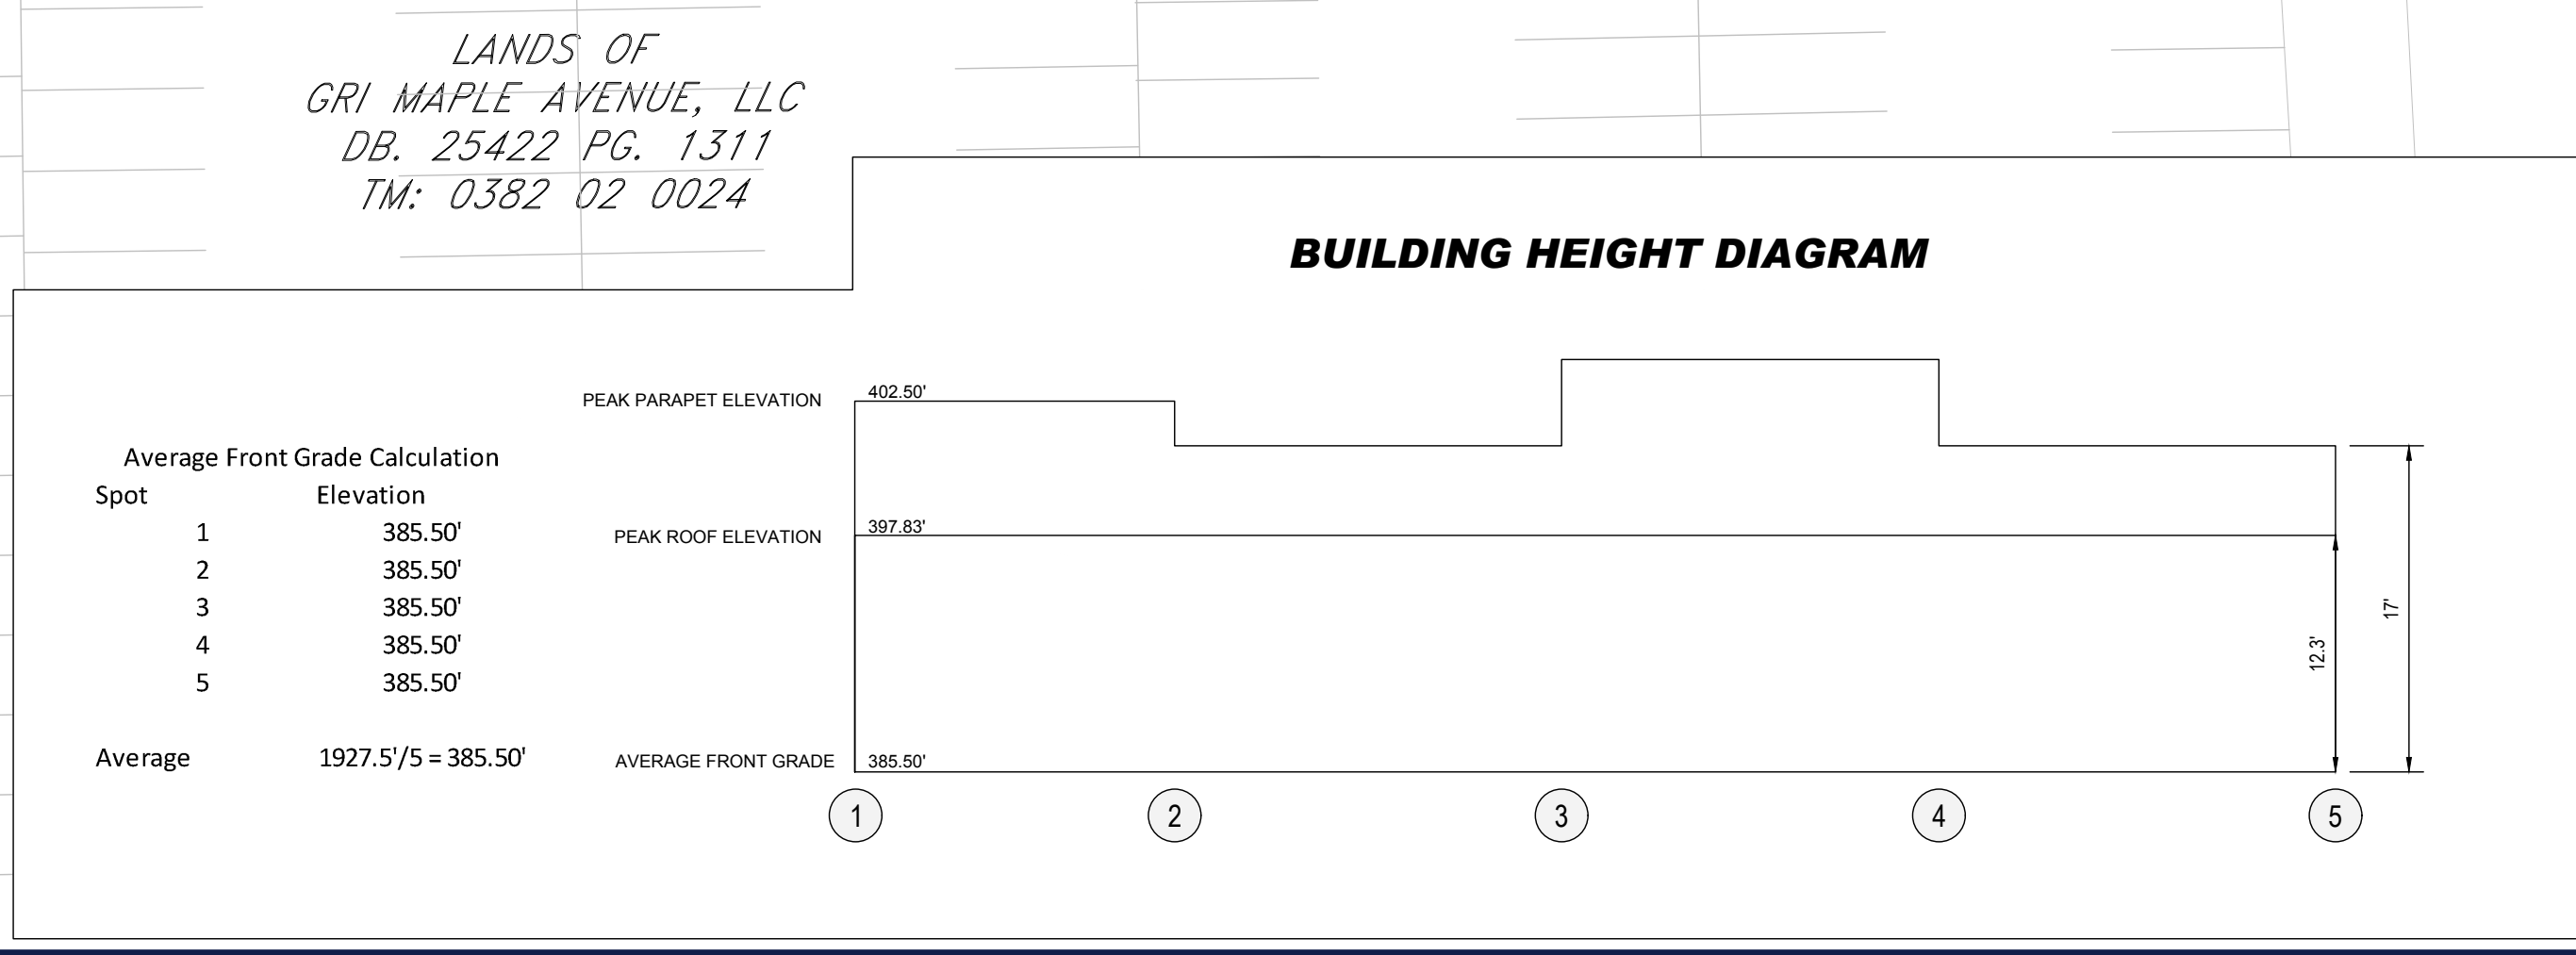 LANDS OF
GRI MAPLE AVENUE, LLC
DB. 25422 PG. 1311
TM: 0382 02 0024
BUILDING HEIGHT DIAGRAM
PEAK PARAPET ELEVATION 402.50'
Average Front Grade Calculation
Spot Elevation
1 385.50'
2 385.50'
3 385.50'
4 385.50'
5 385.50'
Average 1927.5'/5 = 385.50'
PEAK ROOF ELEVATION 397.83'
AVERAGE FRONT GRADE 385.50'
12.3'
17'
1 2 3 4 5